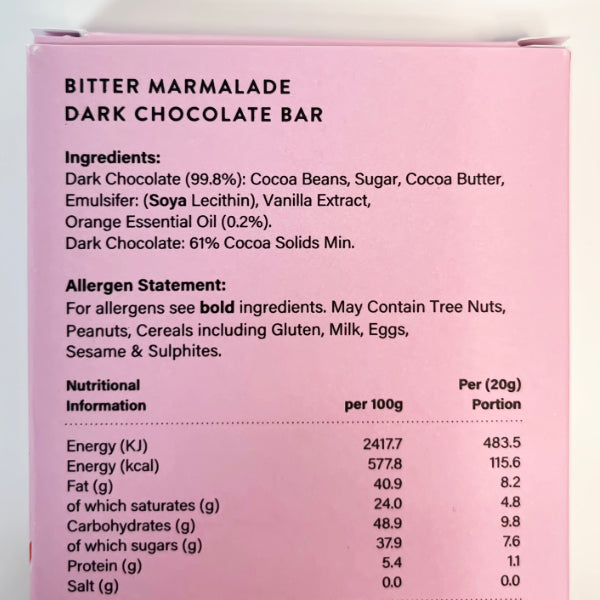 BITTER MARMALADE
DARK CHOCOLATE BAR
Ingredients:
Dark Chocolate (99.8%): Cocoa Beans, Sugar, Cocoa Butter,
Emulsifer: (Soya Lecithin), Vanilla Extract,
Orange Essential Oil (0.2%).
Dark Chocolate: 61% Cocoa Solids Min.
Allergen Statement:
For allergens see bold ingredients. May Contain Tree Nuts,
Peanuts, Cereals including Gluten, Milk, Eggs,
Sesame & Sulphites.
Nutritional Per (20g)
Information per 100g Portion
Energy (KJ) 2417.7 483.5
Energy (kcal) 577.8 115.6
Fat (g) 40.9 8.2
of which saturates (g) 24.0 4.8
Carbohydrates (g) 48.9 9.8
of which sugars (g) 37.9 7.6
Protein (g) 5.4 1.1
Salt (g) 0.0 0.0